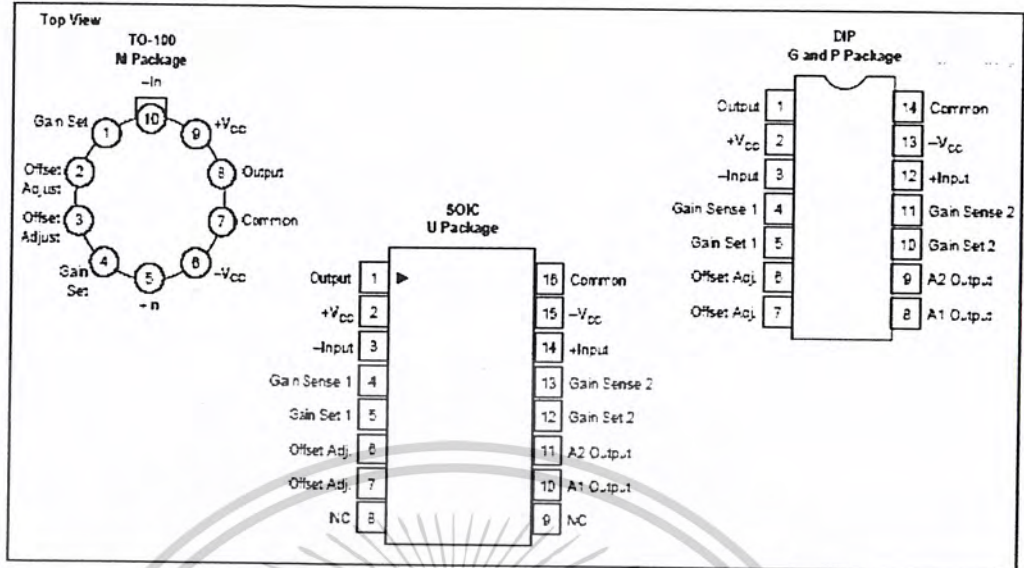 Top View
TO-100
M Package
–In
10
Gain Set
1
9
+VCC
Offset
Adjust
2
8
Output
Offset
Adjust
3
7
Common
Gain
Set
4
5
6
–VCC
+In
SOIC
U Package
Output 1
16 Common
+VCC 2
15 –VCC
–Input 3
14 +Input
Gain Sense 1 4
13 Gain Sense 2
Gain Set 1 5
12 Gain Set 2
Offset Adj. 6
11 A2 Output
Offset Adj. 7
10 A1 Output
NC 8
9 NC
DIP
G and P Package
Output 1
14 Common
+VCC 2
13 –VCC
–Input 3
12 +Input
Gain Sense 1 4
11 Gain Sense 2
Gain Set 1 5
10 Gain Set 2
Offset Adj. 6
9 A2 Output
Offset Adj. 7
8 A1 Output